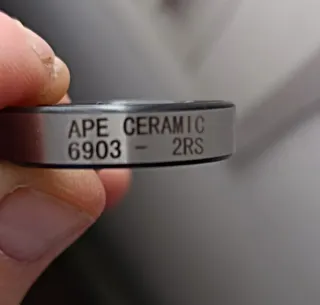 APE CERAMIC
6903 - 2RS